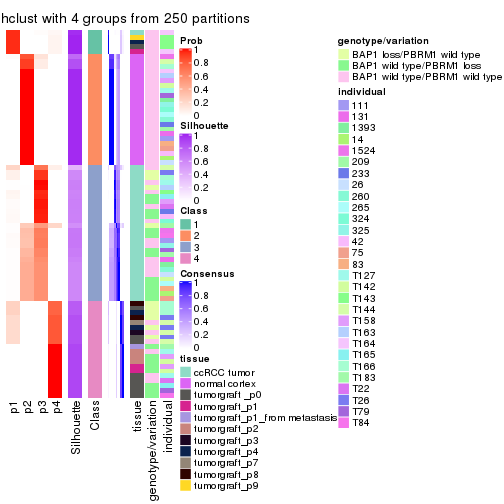 hclust with 4 groups from 250 partitions
p1
p2
p3
p4
Silhouette
Class
Consensus
tissue
genotype/variation
individual
Prob
1
0.8
0.6
0.4
0.2
0
Silhouette
1
0.8
0.6
0.4
0.2
0
Class
1
2
3
4
Consensus
1
0.8
0.6
0.4
0.2
0
tissue
ccRCC tumor
normal cortex
tumorgraft_p0
tumorgraft_p1
tumorgraft_p1_from metastasis
tumorgraft_p2
tumorgraft_p3
tumorgraft_p4
tumorgraft_p7
tumorgraft_p8
tumorgraft_p9
genotype/variation
BAP1 loss/PBRM1 wild type
BAP1 wild type/PBRM1 loss
BAP1 wild type/PBRM1 wild type
individual
111
131
1393
14
1524
209
233
26
260
265
324
325
42
75
83
T127
T142
T143
T144
T158
T163
T164
T165
T166
T183
T22
T26
T79
T84